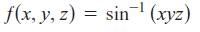 f(x, y, z) = sin⁻¹ (xyz)